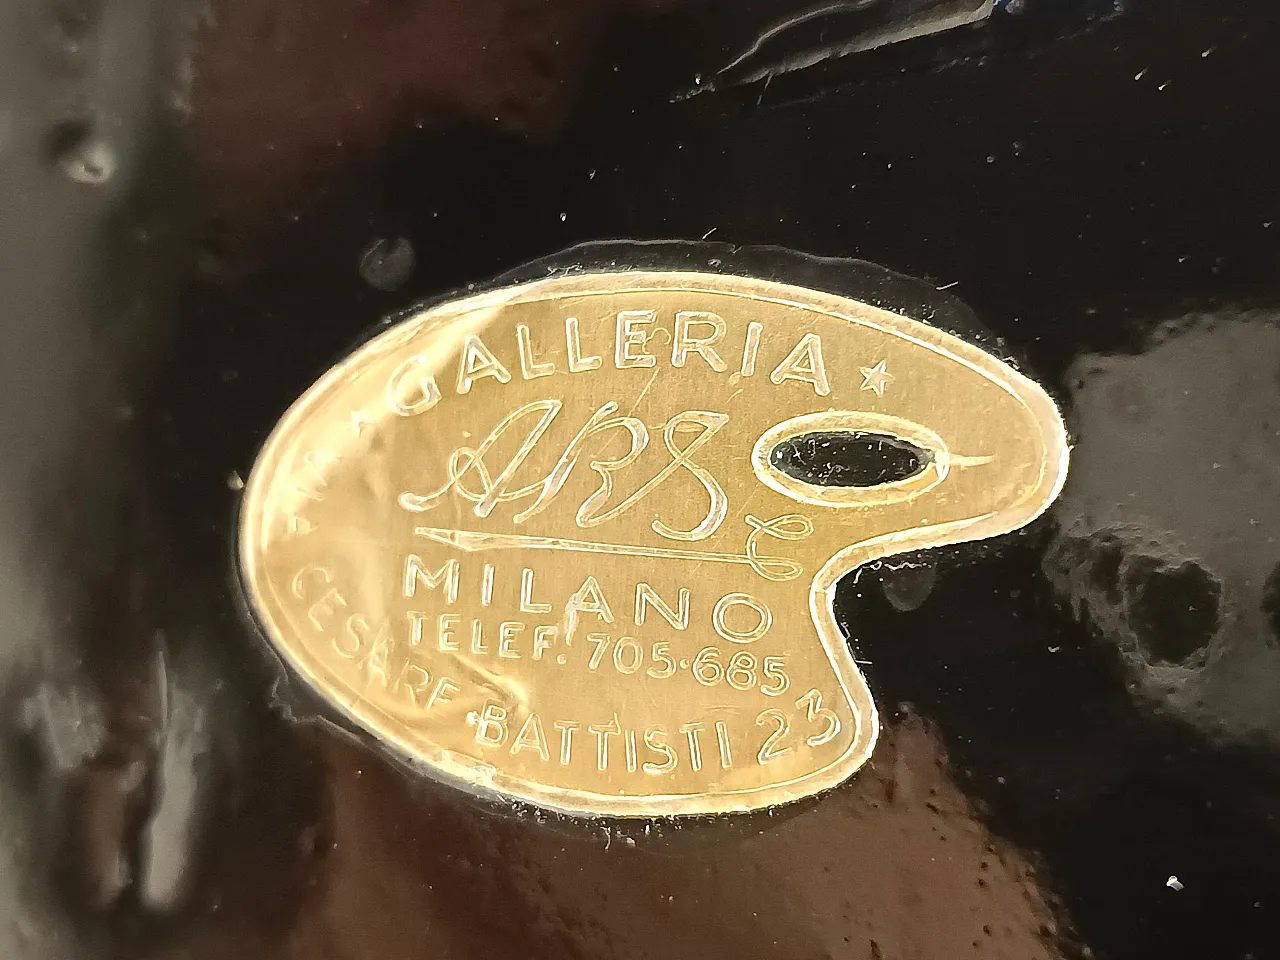 GALLERIA
ARS
MILANO
TELEF. 705·685
CESARE BATTISTI 23